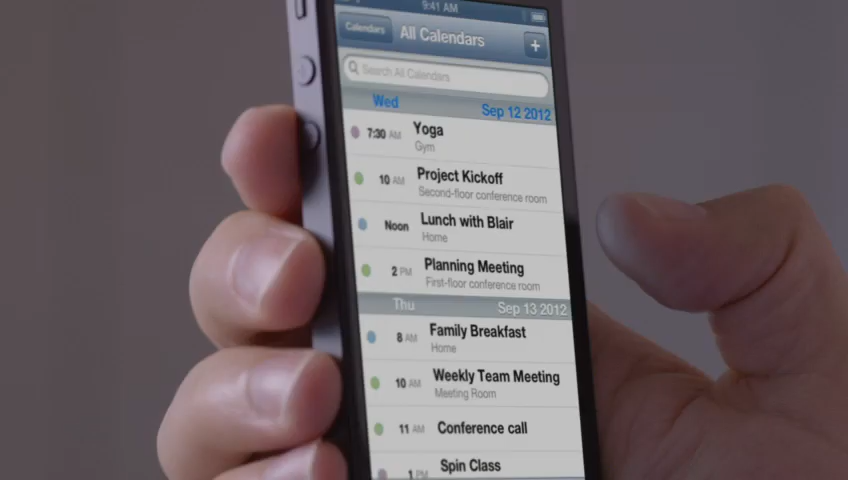 9:41 AM
Calendars
All Calendars
+
Search All Calendars
Wed Sep 12 2012
7:30 AM Yoga
Gym
10 AM Project Kickoff
Second-floor conference room
Noon Lunch with Blair
Home
2 PM Planning Meeting
First-floor conference room
Thu Sep 13 2012
8 AM Family Breakfast
Home
10 AM Weekly Team Meeting
Meeting Room
11 AM Conference call
1 PM Spin Class